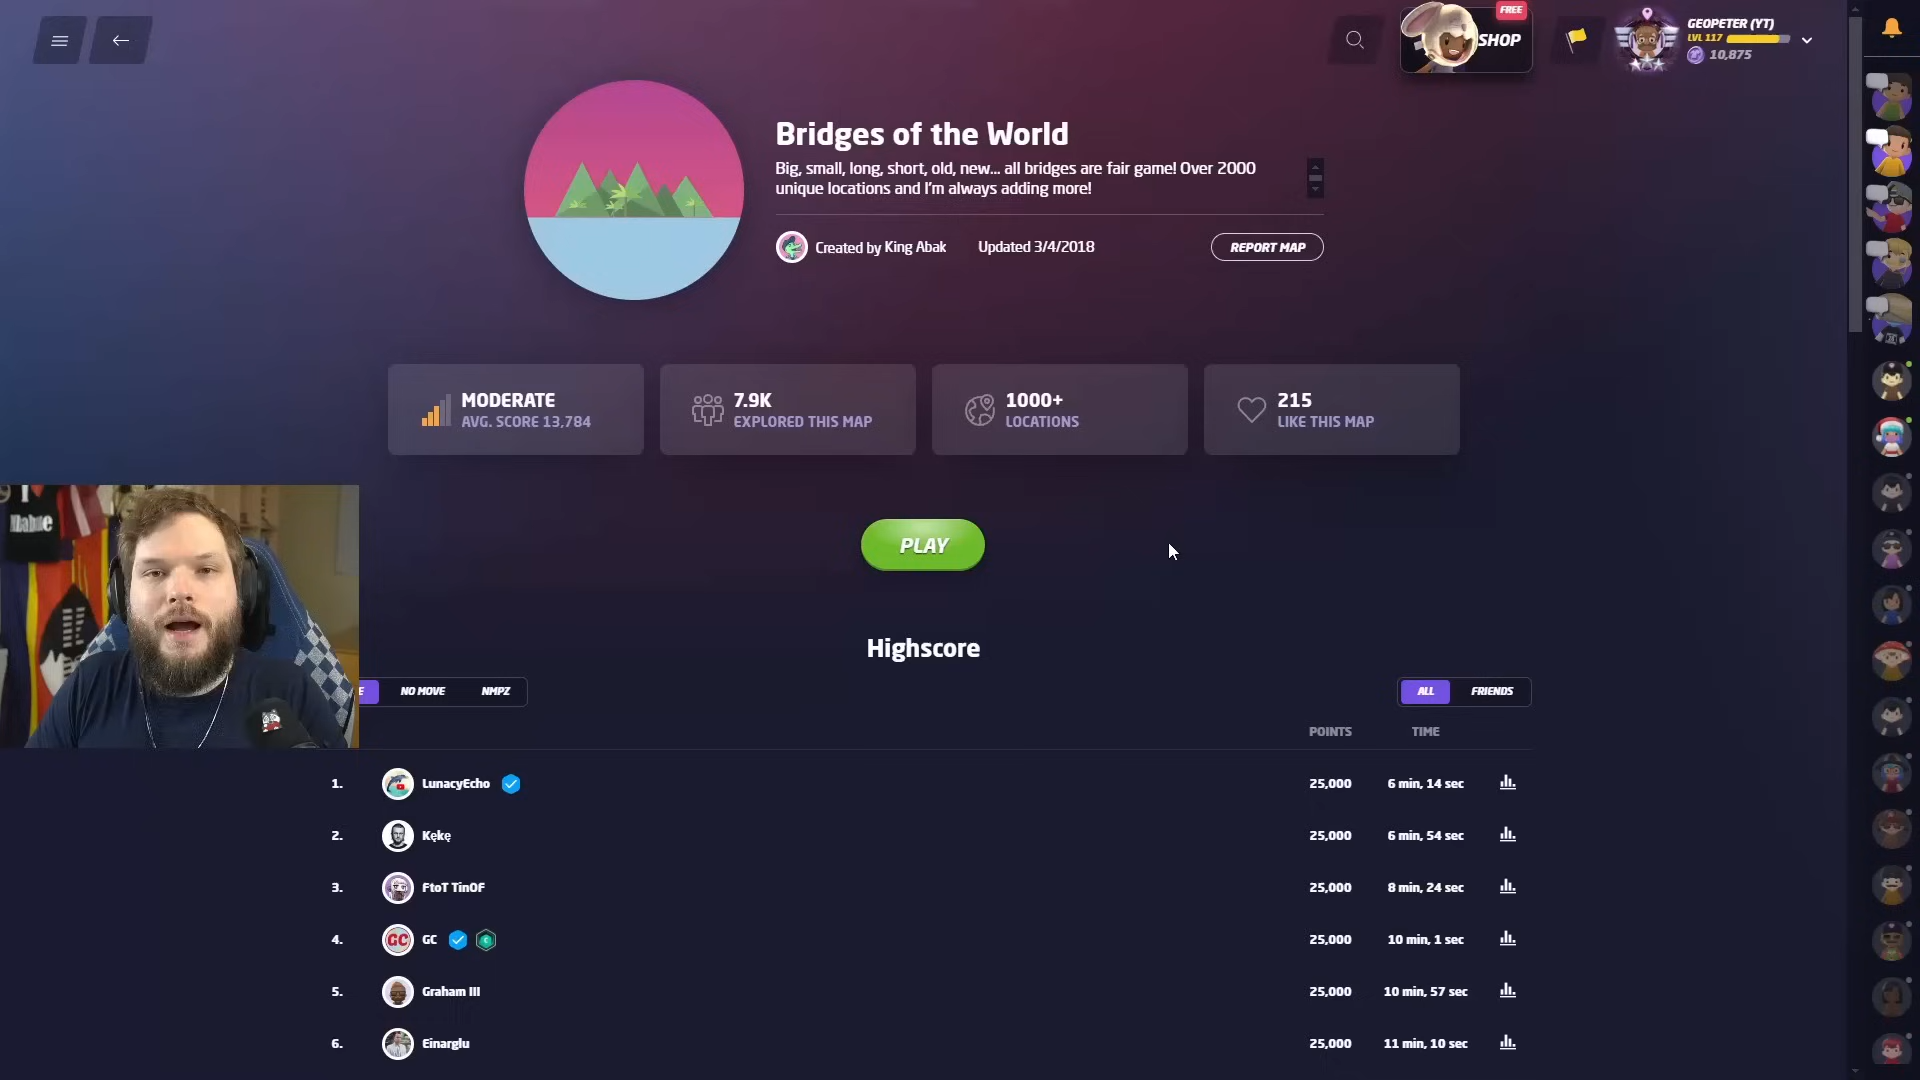 FREE
SHOP
GEOPETER (YT)
LVL 117
10,875
Bridges of the World
Big, small, long, short, old, new... all bridges are fair game! Over 2000
unique locations and I'm always adding more!
Created by King Abak
Updated 3/4/2018
REPORT MAP
MODERATE
AVG. SCORE 13,784
7.9K
EXPLORED THIS MAP
1000+
LOCATIONS
215
LIKE THIS MAP
PLAY
Highscore
NO MOVE
NMPZ
ALL
FRIENDS
POINTS
TIME
1. LunacyEcho 25,000 6 min, 14 sec
2. Kękę 25,000 6 min, 54 sec
3. FtoT TinOF 25,000 8 min, 24 sec
4. GC GC 25,000 10 min, 1 sec
5. Graham III 25,000 10 min, 57 sec
6. Einarglu 25,000 11 min, 10 sec